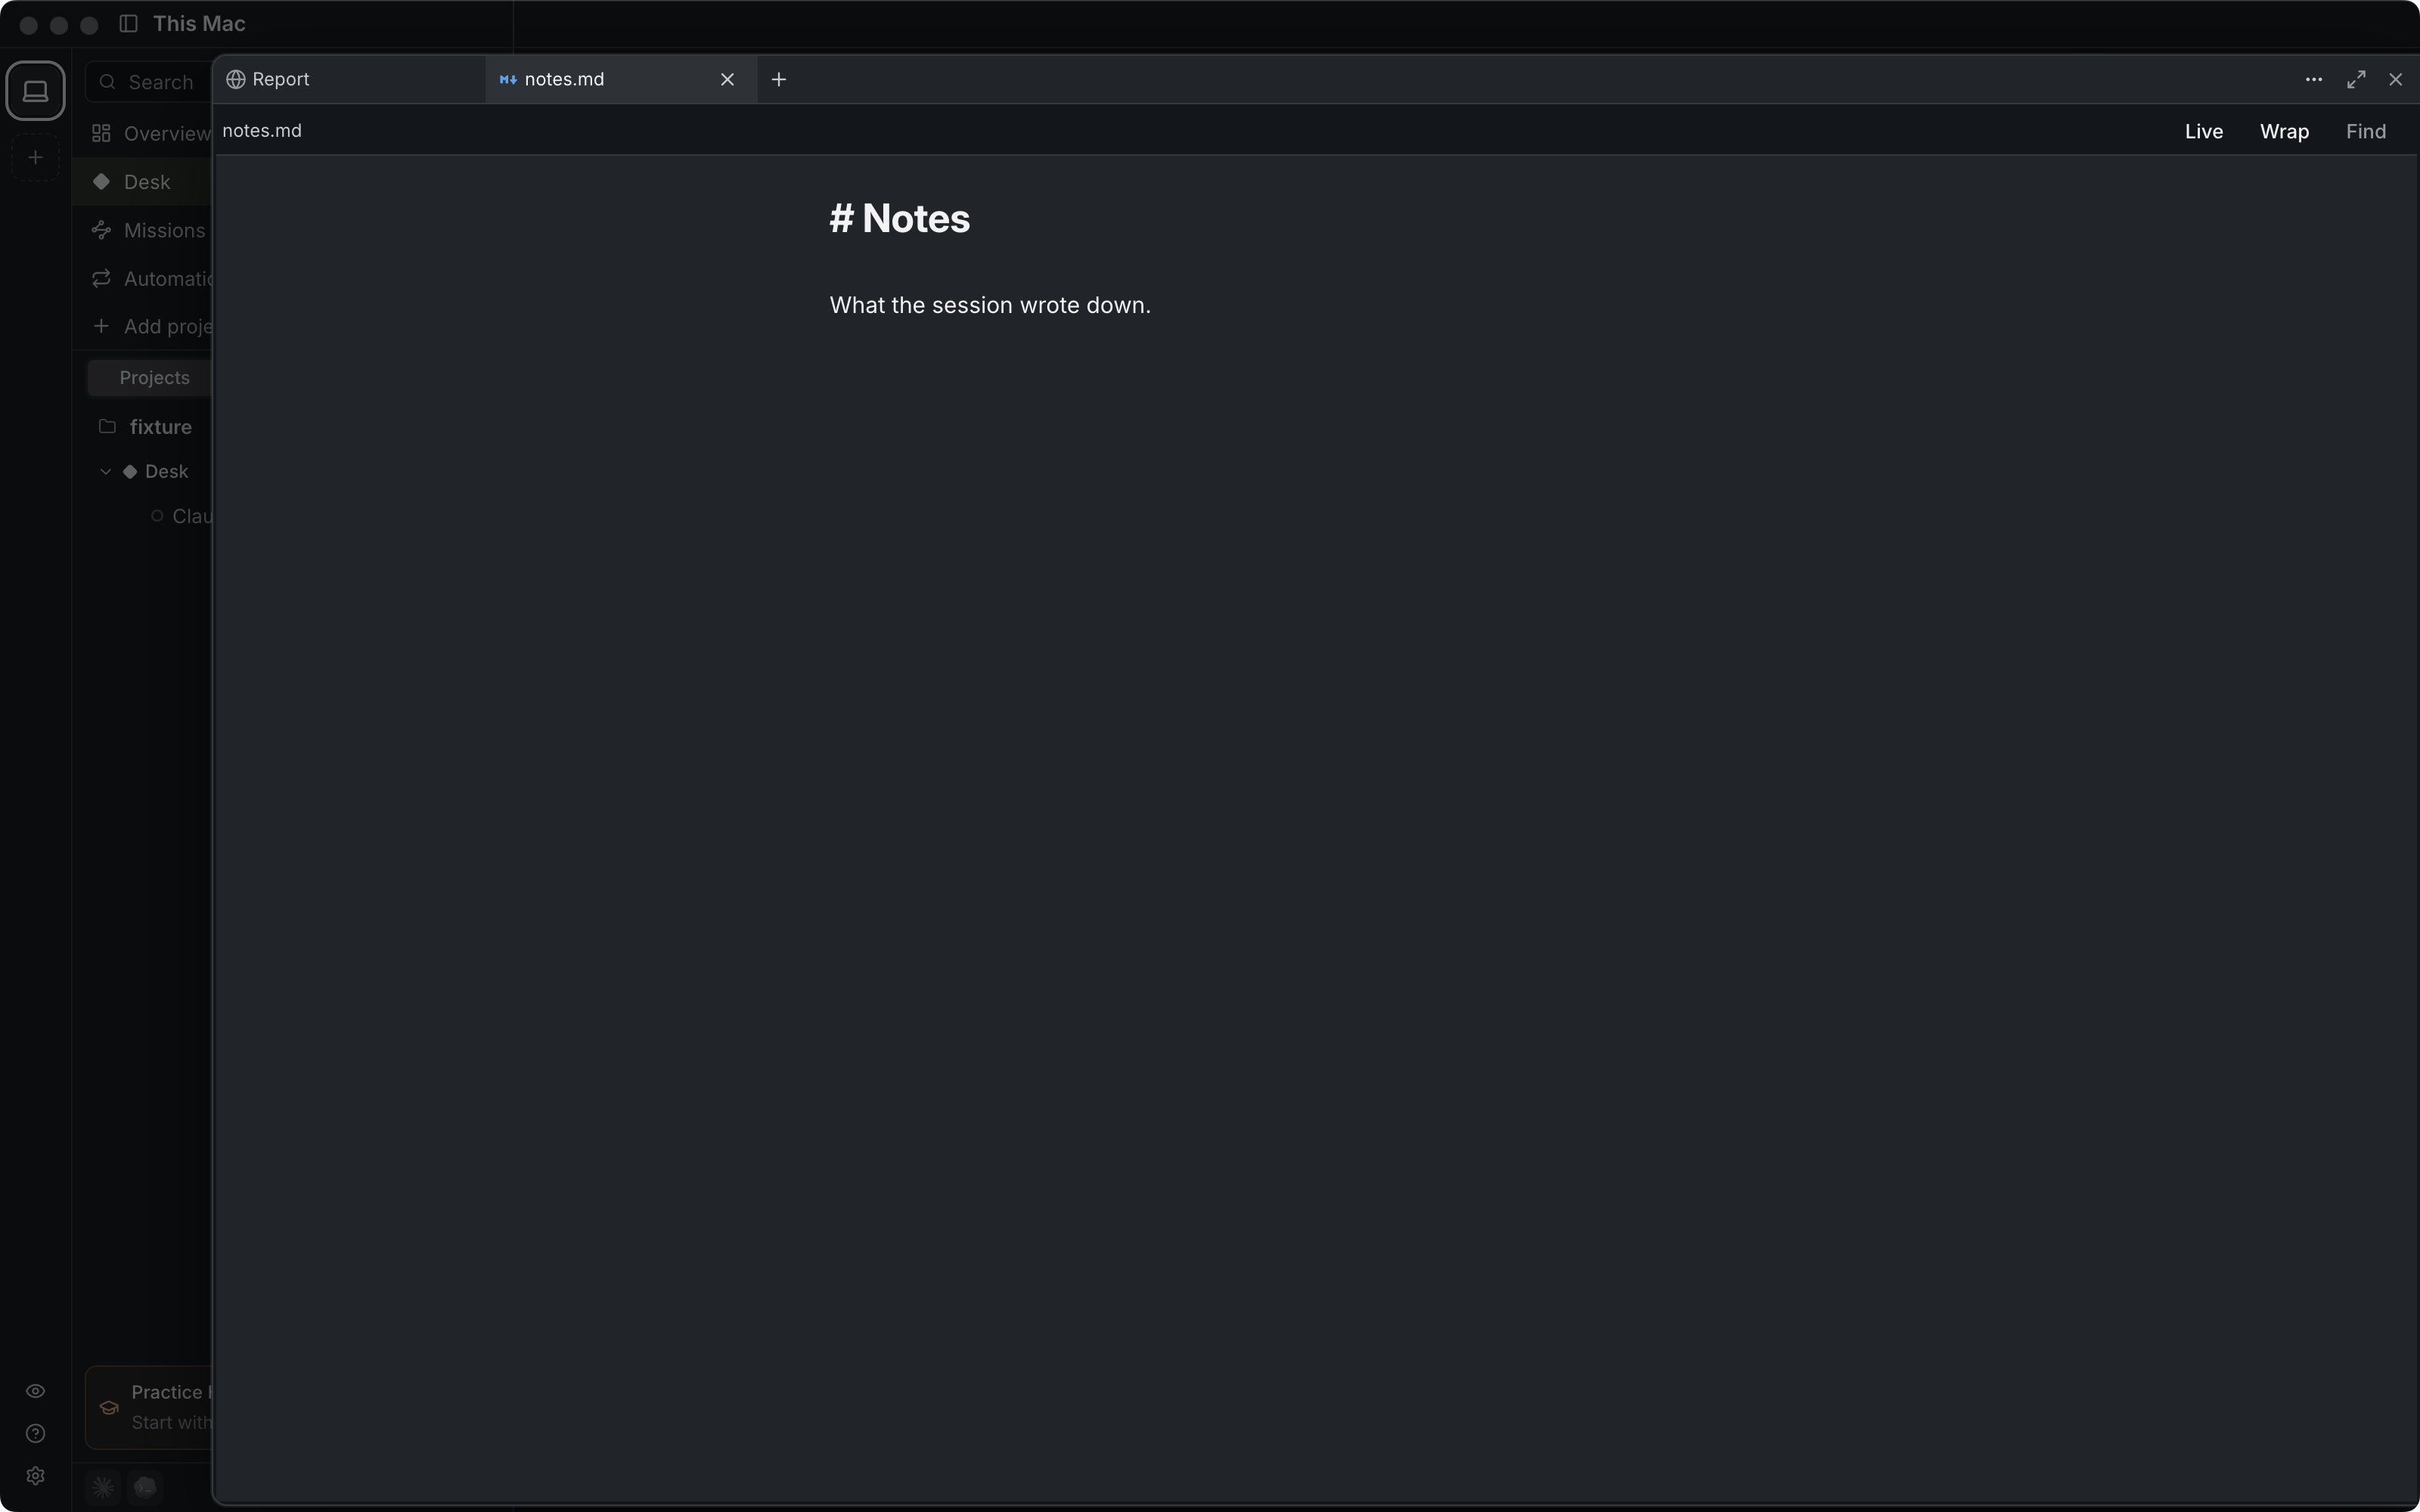 This Mac
Search
Overview
Desk
Missions
Automatic
Add proje
Projects
fixture
Desk
Clau
Practice
Start with
Report
notes.md
notes.md
Live
Wrap
Find
# Notes
What the session wrote down.